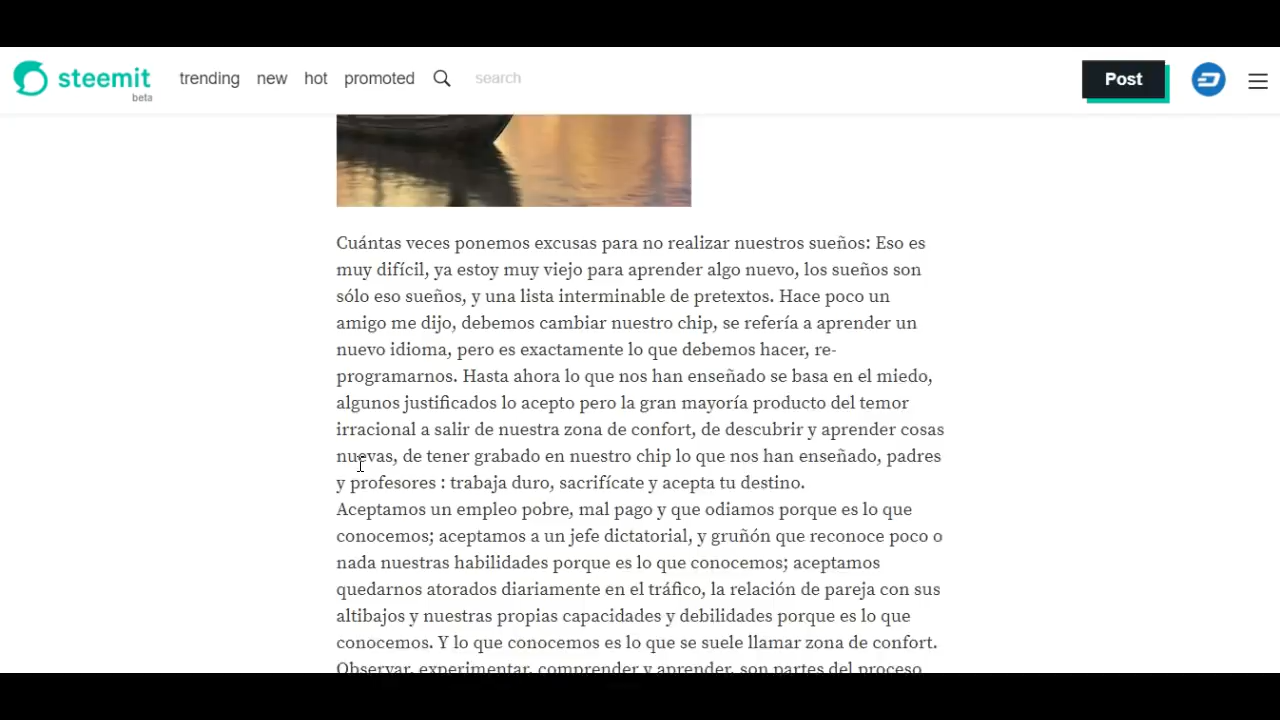 steemit
beta
trending new hot promoted search
Post
Cuántas veces ponemos excusas para no realizar nuestros sueños: Eso es
muy difícil, ya estoy muy viejo para aprender algo nuevo, los sueños son
sólo eso sueños, y una lista interminable de pretextos. Hace poco un
amigo me dijo, debemos cambiar nuestro chip, se refería a aprender un
nuevo idioma, pero es exactamente lo que debemos hacer, re-
programarnos. Hasta ahora lo que nos han enseñado se basa en el miedo,
algunos justificados lo acepto pero la gran mayoría producto del temor
irracional a salir de nuestra zona de confort, de descubrir y aprender cosas
nuevas, de tener grabado en nuestro chip lo que nos han enseñado, padres
y profesores : trabaja duro, sacrifícate y acepta tu destino.
Aceptamos un empleo pobre, mal pago y que odiamos porque es lo que
conocemos; aceptamos a un jefe dictatorial, y gruñón que reconoce poco o
nada nuestras habilidades porque es lo que conocemos; aceptamos
quedarnos atorados diariamente en el tráfico, la relación de pareja con sus
altibajos y nuestras propias capacidades y debilidades porque es lo que
conocemos. Y lo que conocemos es lo que se suele llamar zona de confort.
Observar, experimentar, comprender y aprender, son partes del proceso